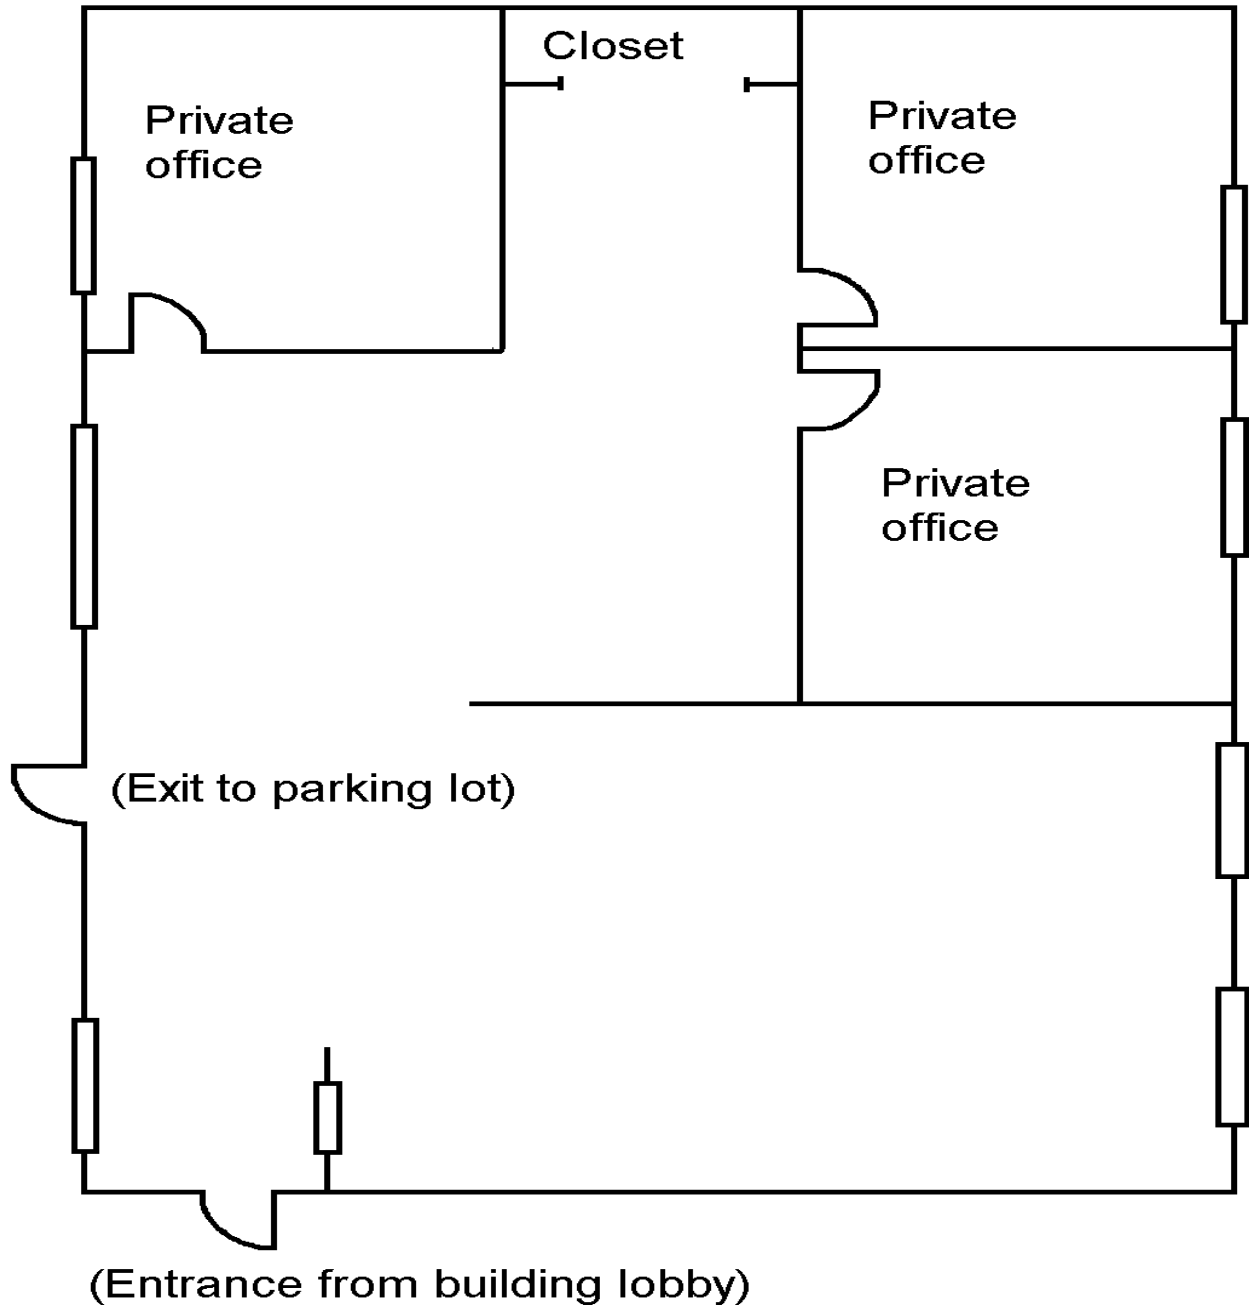 Closet
Private
office
Private
office
Private
office
(Exit to parking lot)
(Entrance from building lobby)